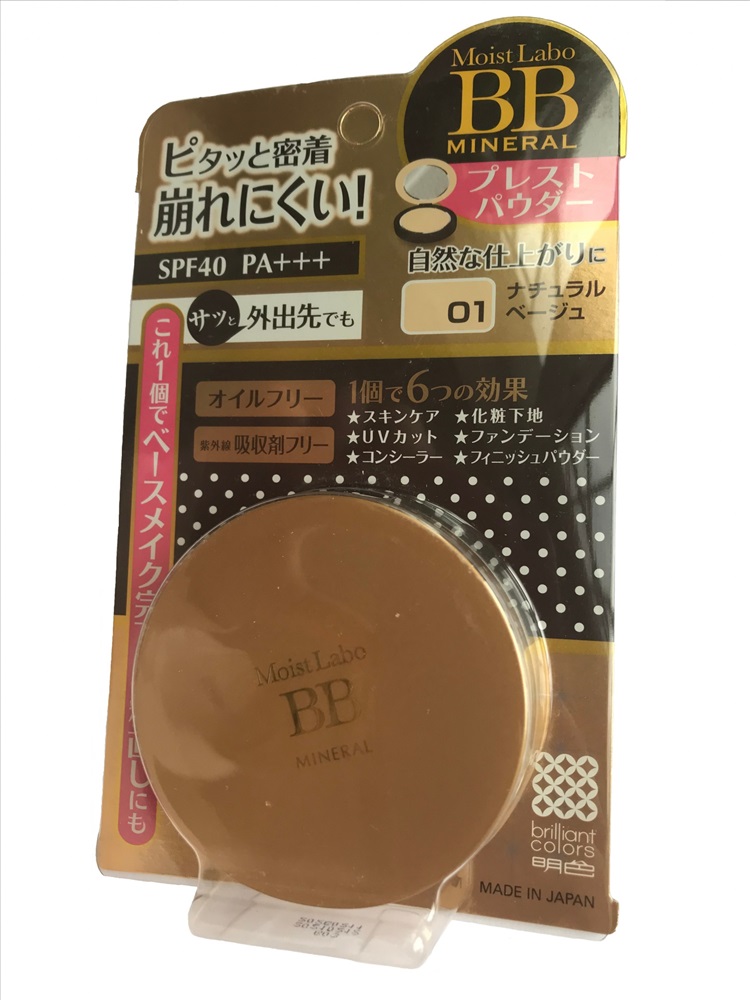 Moist Labo
BB
MINERAL
プレスト
パウダー
ピタッと密着
崩れにくい!
SPF40 PA+++
サッと外出先でも
自然な仕上がりに
01
ナチュラル
ベージュ
オイルフリー
紫外線吸収剤フリー
1個で6つの効果
★スキンケア ★化粧下地
★UVカット ★ファンデーション
★コンシーラー ★フィニッシュパウダー
これ1個でベースメイク完
直しにも
Moist Labo
BB
MINERAL
brilliant
colors
明色
MADE IN JAPAN